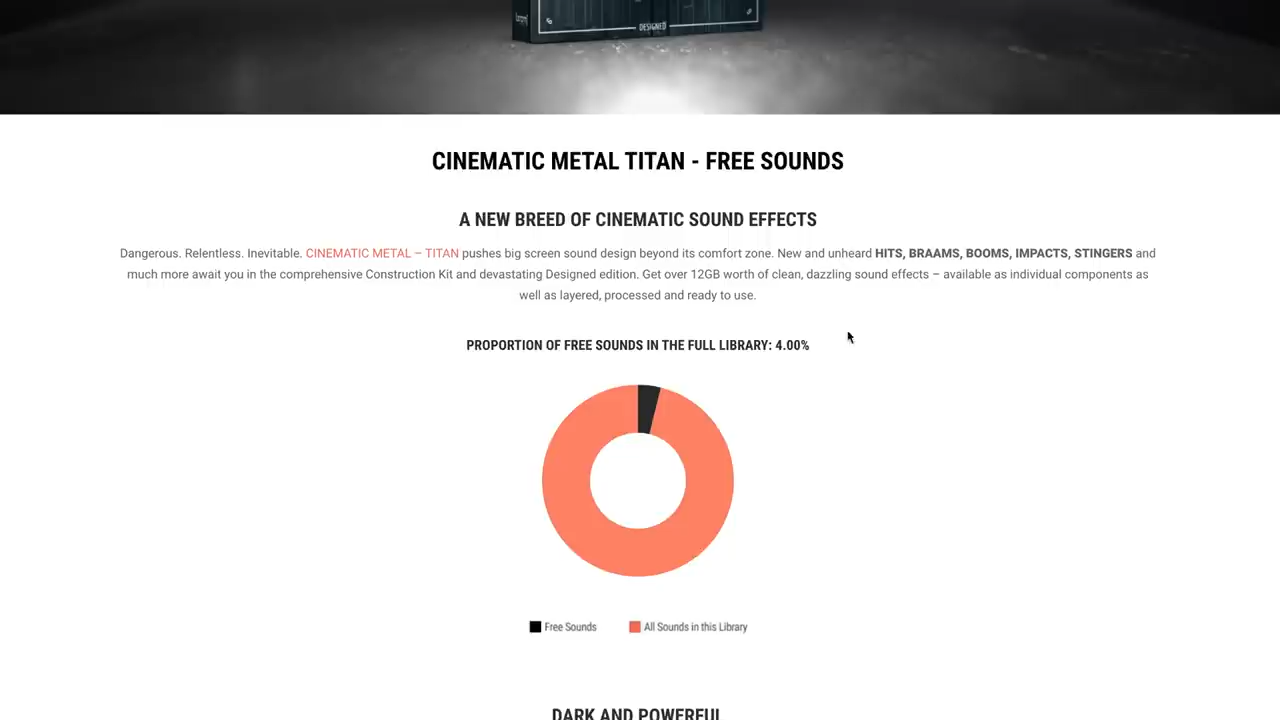 boom
DESIGNED
CINEMATIC METAL TITAN - FREE SOUNDS
A NEW BREED OF CINEMATIC SOUND EFFECTS
Dangerous. Relentless. Inevitable. CINEMATIC METAL – TITAN pushes big screen sound design beyond its comfort zone. New and unheard HITS, BRAAMS, BOOMS, IMPACTS, STINGERS and
much more await you in the comprehensive Construction Kit and devastating Designed edition. Get over 12GB worth of clean, dazzling sound effects – available as individual components as
well as layered, processed and ready to use.
PROPORTION OF FREE SOUNDS IN THE FULL LIBRARY: 4.00%
Free Sounds
All Sounds in this Library
DARK AND POWERFUL